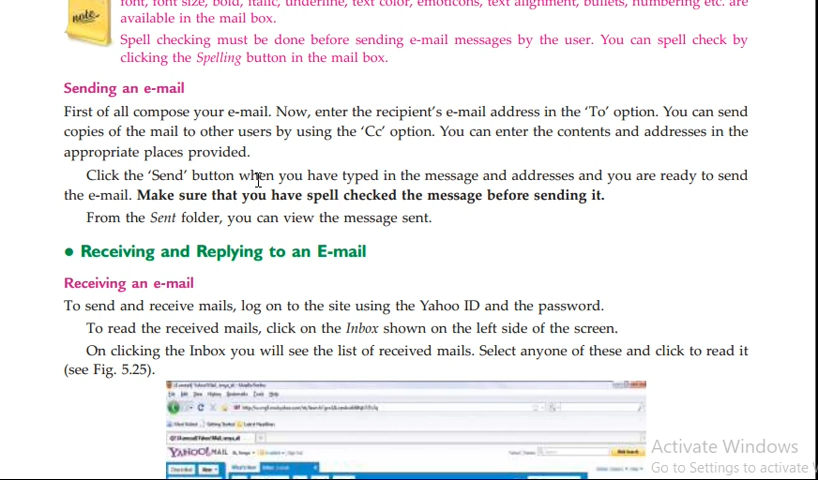 font, font size, bold, italic, underline, text color, emoticons, text alignment, bullets, numbering etc. are
available in the mail box.
note
Spell checking must be done before sending e-mail messages by the user. You can spell check by
clicking the Spelling button in the mail box.
Sending an e-mail
First of all compose your e-mail. Now, enter the recipient's e-mail address in the 'To' option. You can send
copies of the mail to other users by using the 'Cc' option. You can enter the contents and addresses in the
appropriate places provided.
Click the 'Send' button when you have typed in the message and addresses and you are ready to send
the e-mail. Make sure that you have spell checked the message before sending it.
From the Sent folder, you can view the message sent.
• Receiving and Replying to an E-mail
Receiving an e-mail
To send and receive mails, log on to the site using the Yahoo ID and the password.
To read the received mails, click on the Inbox shown on the left side of the screen.
On clicking the Inbox you will see the list of received mails. Select anyone of these and click to read it
(see Fig. 5.25).
File Edit View History Bookmarks Tools Help
YAHOO! MAIL
Activate Windows
Go to Settings to activate